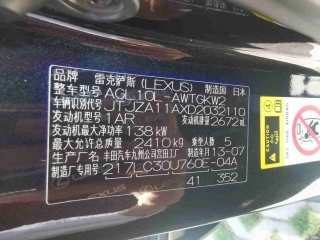 品牌 雷克萨斯(LEXUS) 制造国 日本
整车型号 AGL10L-AWTGKW2
车辆识别代号 JTJZA11AXD2032110
发动机型号 1AR 发动机排量 2672mL
发动机最大净功率 138kW
最大允许总质量 2410kg 乘坐人数 5
生产厂名 丰田汽车九州公司宫田工厂 制造年月 13-07
制造厂专用号 217LC30U760E-04A
41 352